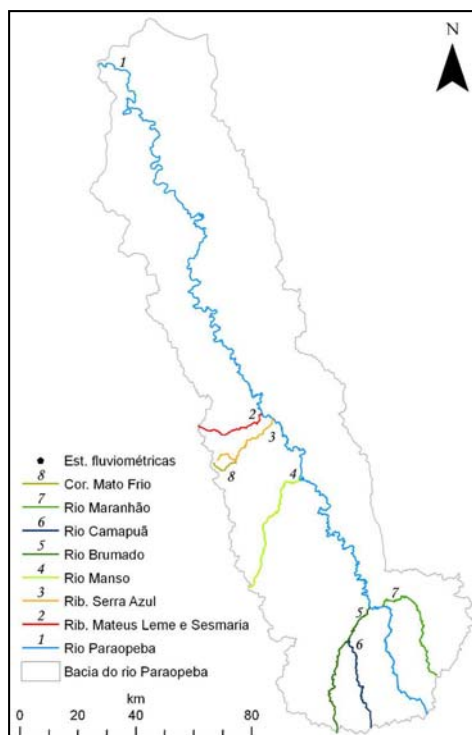 N
1
2
3
8
4
7
5
6
Est. fluviométricas
8 Cor. Mato Frio
7 Rio Maranhão
6 Rio Camapuã
5 Rio Brumado
4 Rio Manso
3 Rib. Serra Azul
2 Rib. Mateus Leme e Sesmaria
1 Rio Paraopeba
Bacia do rio Paraopeba
km
0 20 40 80